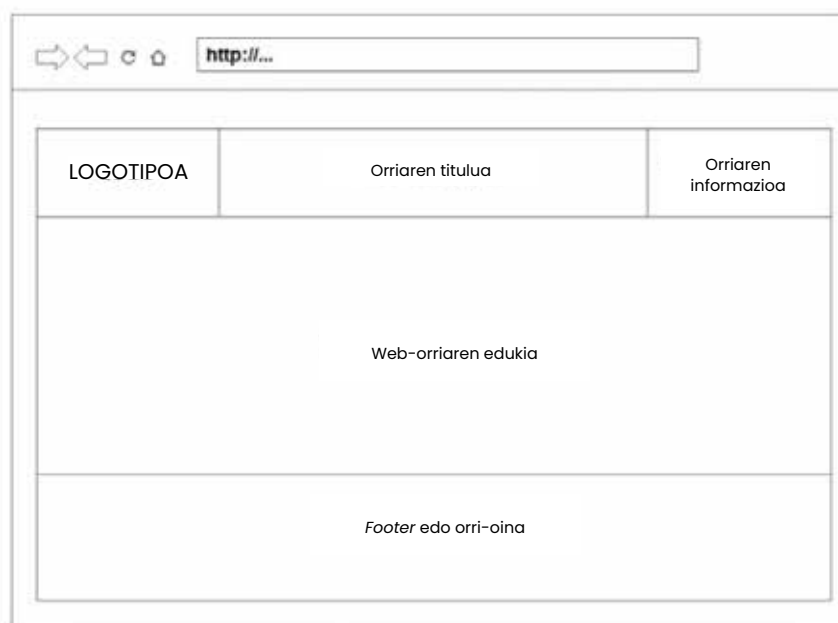 http://...
LOGOTIPOA
Orriaren titulua
Orriaren
informazioa
Web-orriaren edukia
Footer edo orri-oina